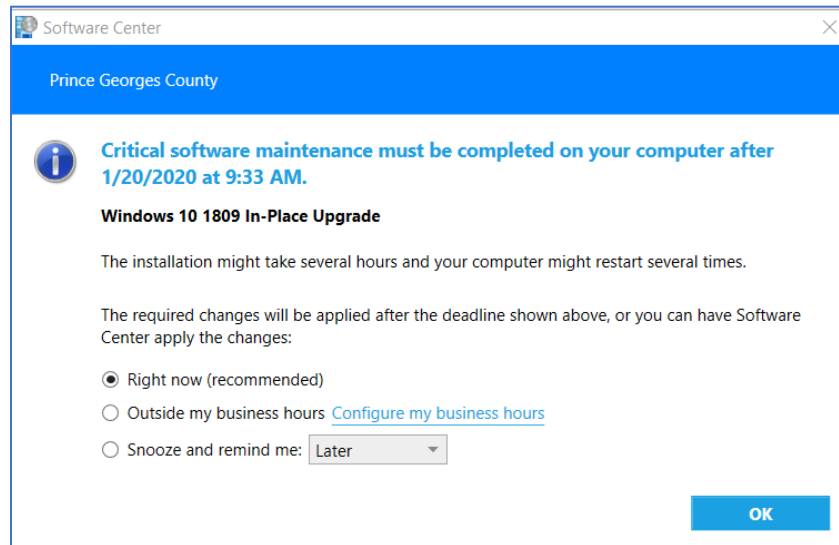 Software Center
Prince Georges County
Critical software maintenance must be completed on your computer after
1/20/2020 at 9:33 AM.
Windows 10 1809 In-Place Upgrade
The installation might take several hours and your computer might restart several times.
The required changes will be applied after the deadline shown above, or you can have Software
Center apply the changes:
Right now (recommended)
Outside my business hours Configure my business hours
Snooze and remind me: Later
OK